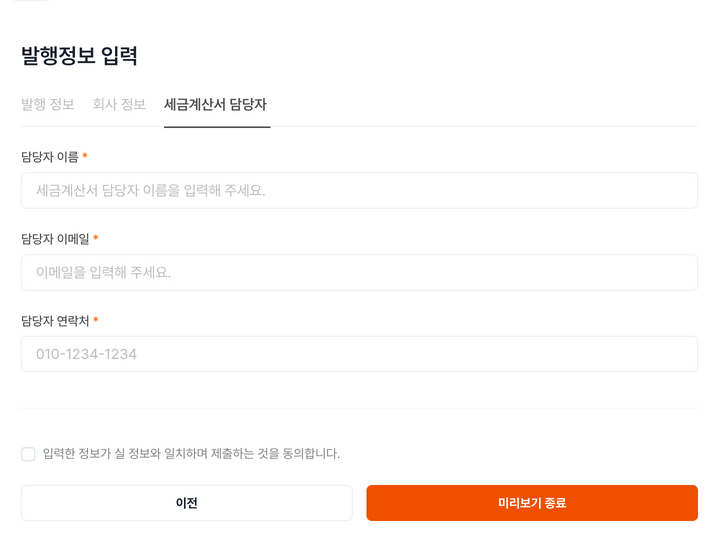 발행정보 입력
발행 정보 회사 정보 세금계산서 담당자
담당자 이름 *
세금계산서 담당자 이름을 입력해 주세요.
담당자 이메일 *
이메일을 입력해 주세요.
담당자 연락처 *
010-1234-1234
입력한 정보가 실 정보와 일치하며 제출하는 것을 동의합니다.
이전 미리보기 종료